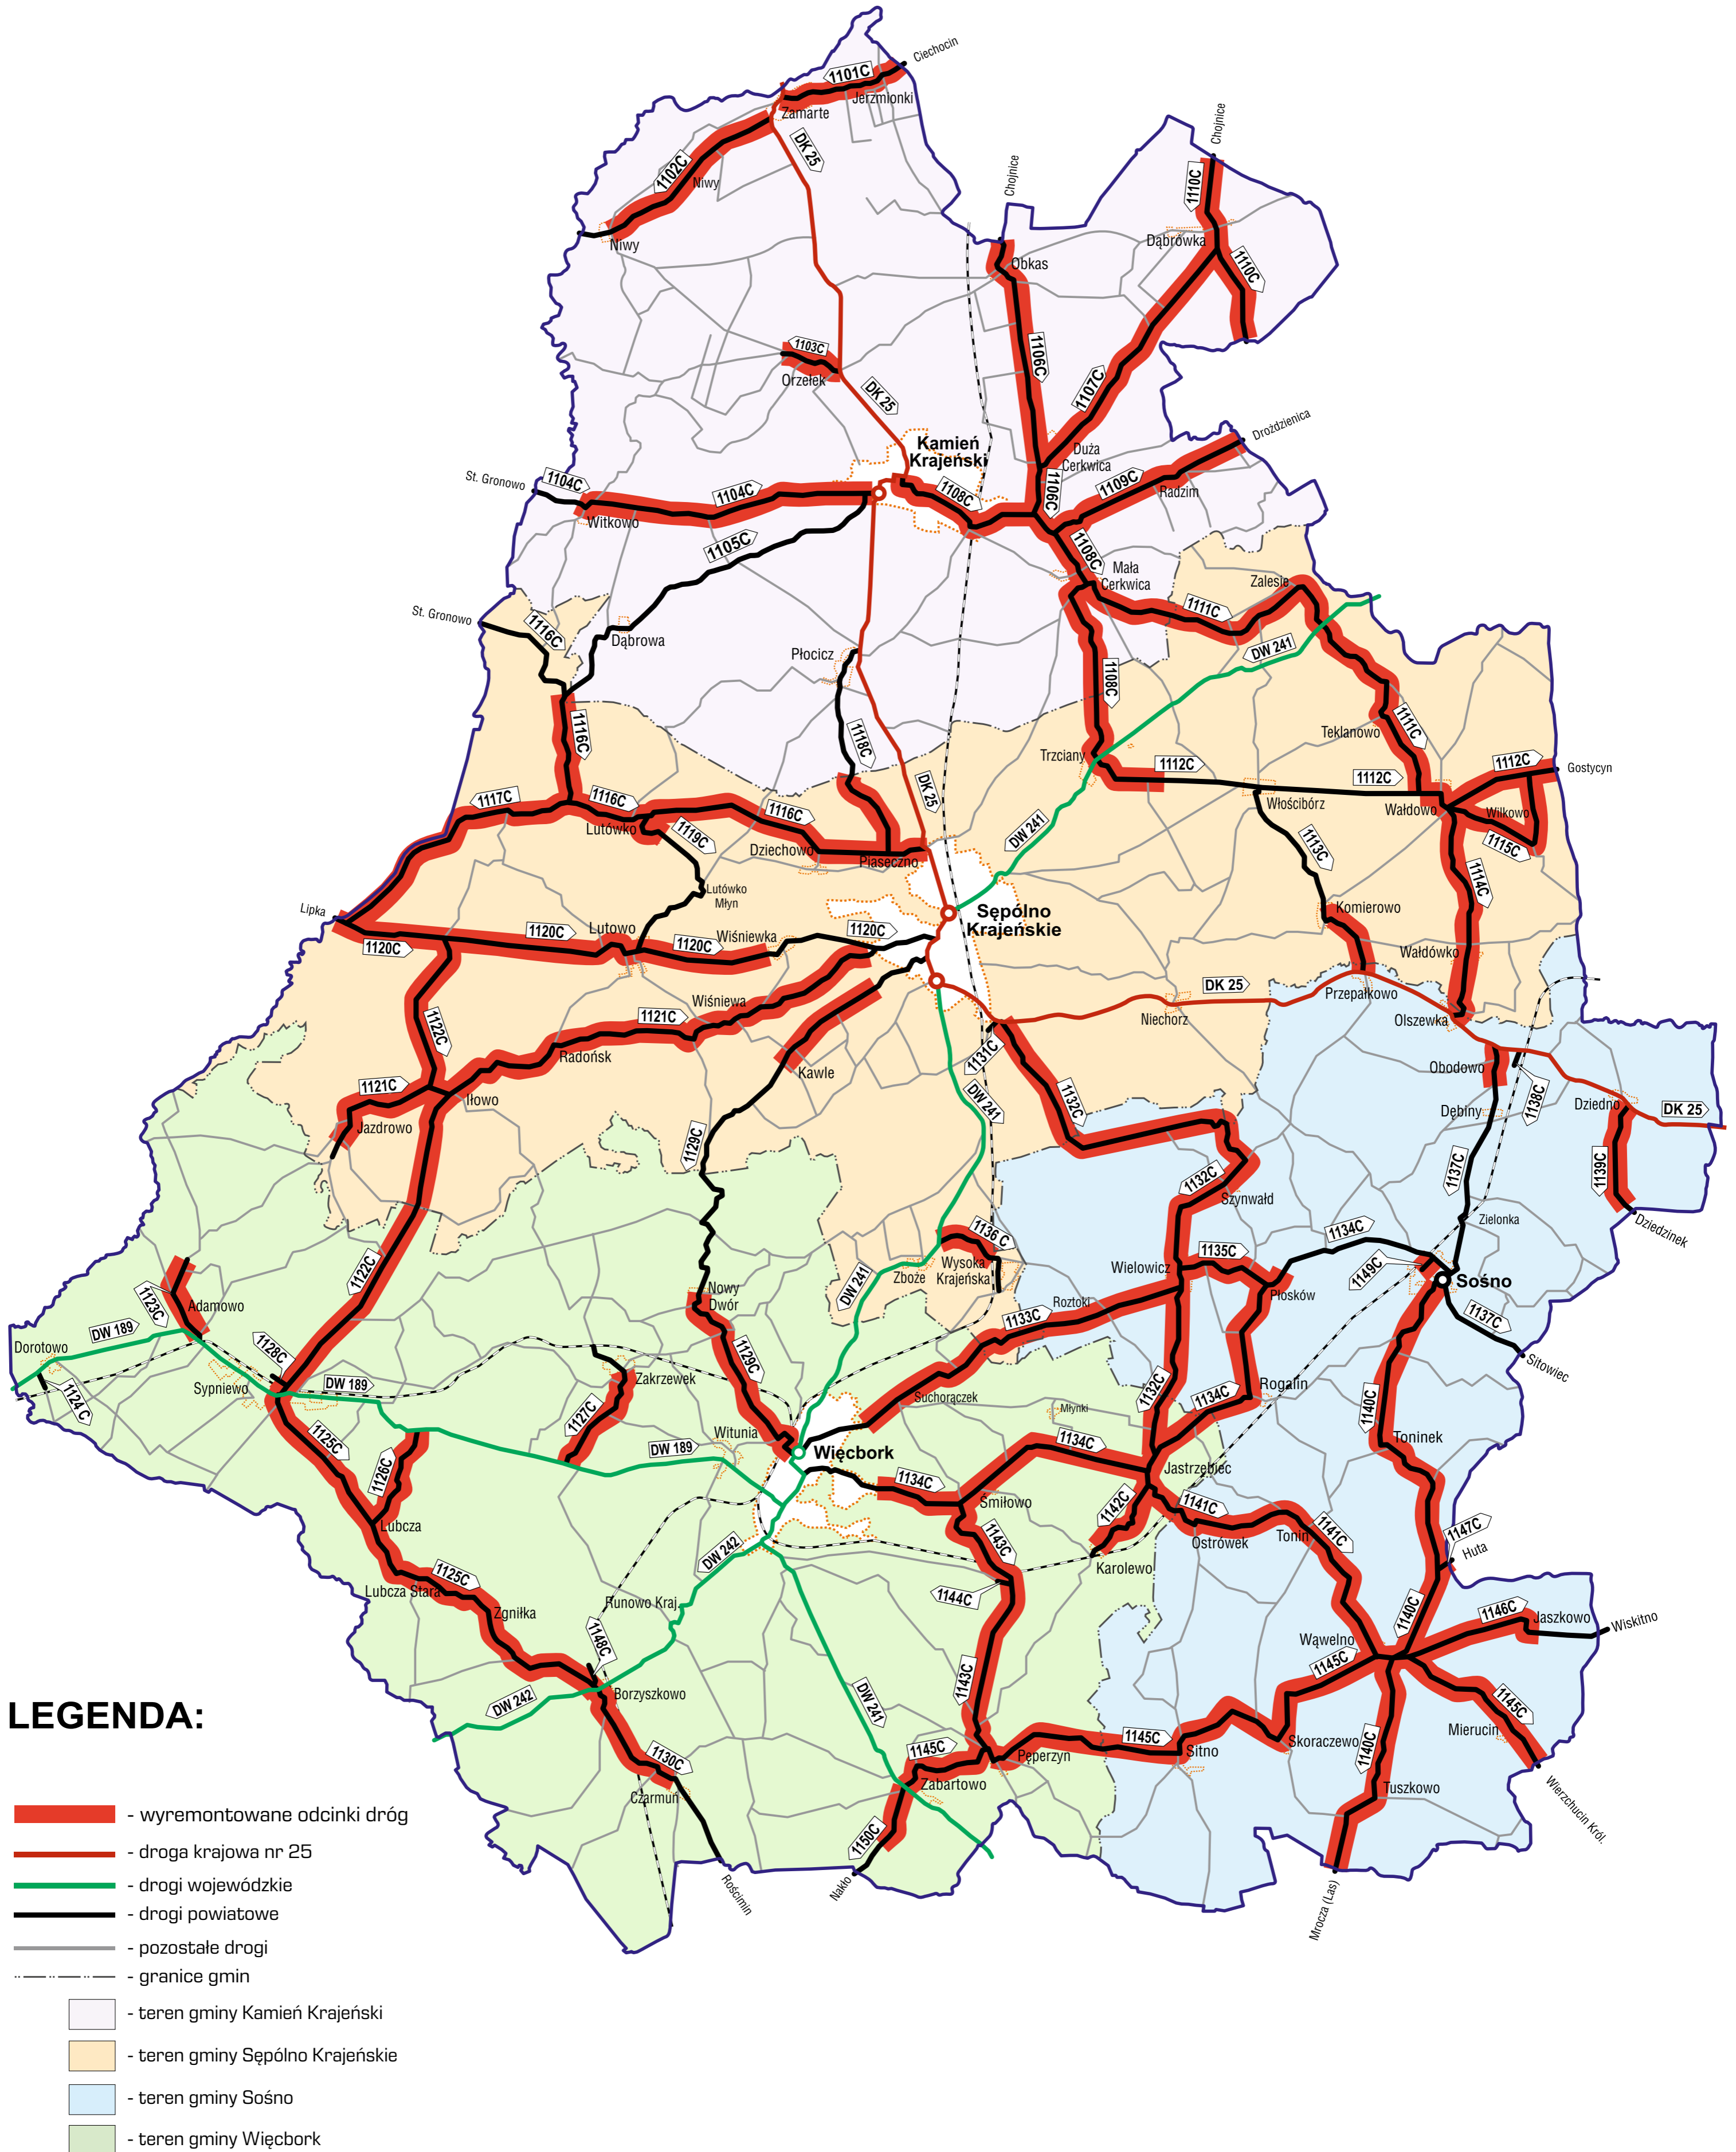 Ciechocin
1101C
Jerzmionki
Zamarte
DK 25
Chojnice
1102C
Niwy
Chojnice
1110C
Niwy
Dąbrówka
Obkas
1110C
1103C
Orzełek
1106C
1107C
DK 25
Drożdzienica
Kamień
Krajeński
Duża
Cerkwica
St. Gronowo
1104C
1104C
1108C
1106C
1109C
Radzim
Witkowo
1105C
1108C
Mała
Cerkwica
Zalesie
St. Gronowo
1116C
1111C
Dąbrowa
Płocicz
DW 241
1108C
1116C
1118C
Teklanowo
1111C
Trzciany
1112C
1112C
1112C
Gostycyn
DK 25
1117C
1116C
1116C
Włościbórz
Wałdowo
Wilkowo
Lutówko
1119C
DW 241
Dziechowo
Piaseczno
1113C
1115C
1114C
Lutówko
Młyn
Lipka
Sępólno
Krajeńskie
Komierowo
1120C
1120C
Lutowo
1120C
Wiśniewka
1120C
Wałdówko
DK 25
Przepałkowo
Wiśniewa
1121C
Niechorz
Olszewka
1122C
Radońsk
1131C
Kawle
Obodowo
1138C
1121C
Iłowo
DW 241
1132C
Dębiny
Dziedno
DK 25
Jazdrowo
1129C
1137C
1139C
1132C
Szynwałd
Zielonka
Dziedzinek
1136 C
1134C
1122C
Zboże
Wysoka
Krajeńska
Wielowicz
1135C
1149C
Sośno
1123C
Adamowo
Nowy
Dwór
DW 241
Roztoki
1133C
Płosków
1137C
Dorotowo
DW 189
1128C
1129C
Sitowiec
1124 C
Sypniewo
DW 189
Zakrzewek
Suchorączek
1132C
1134C
Rogalin
1127C
Młynki
1140C
1125C
Witunia
DW 189
Więcbork
1134C
Toninek
1126C
1134C
Jastrzębiec
Lubcza
Śmiłowo
1142C
1141C
1141C
1147C
Huta
DW 242
1143C
Ostrówek
Tonin
Karolewo
1125C
Lubcza Stara
1144C
Runowo Kraj.
Zgniłka
1140C
1146C
Jaszkowo
Wiskitno
1148C
Wąwelno
1145C
1143C
LEGENDA:
Borzyszkowo
DW 242
DW 241
1145C
Mierucin
1145C
Skoraczewo
1130C
1145C
Pęperzyn
Sitno
1140C
Czarmuń
Zabartowo
Tuszkowo
Wierzchucin Król.
- wyremontowane odcinki dróg
1150C
- droga krajowa nr 25
Rościmin
Nakło
- drogi wojewódzkie
Mrocza (Las)
- drogi powiatowe
- pozostałe drogi
- granice gmin
- teren gminy Kamień Krajeński
- teren gminy Sępólno Krajeńskie
- teren gminy Sośno
- teren gminy Więcbork